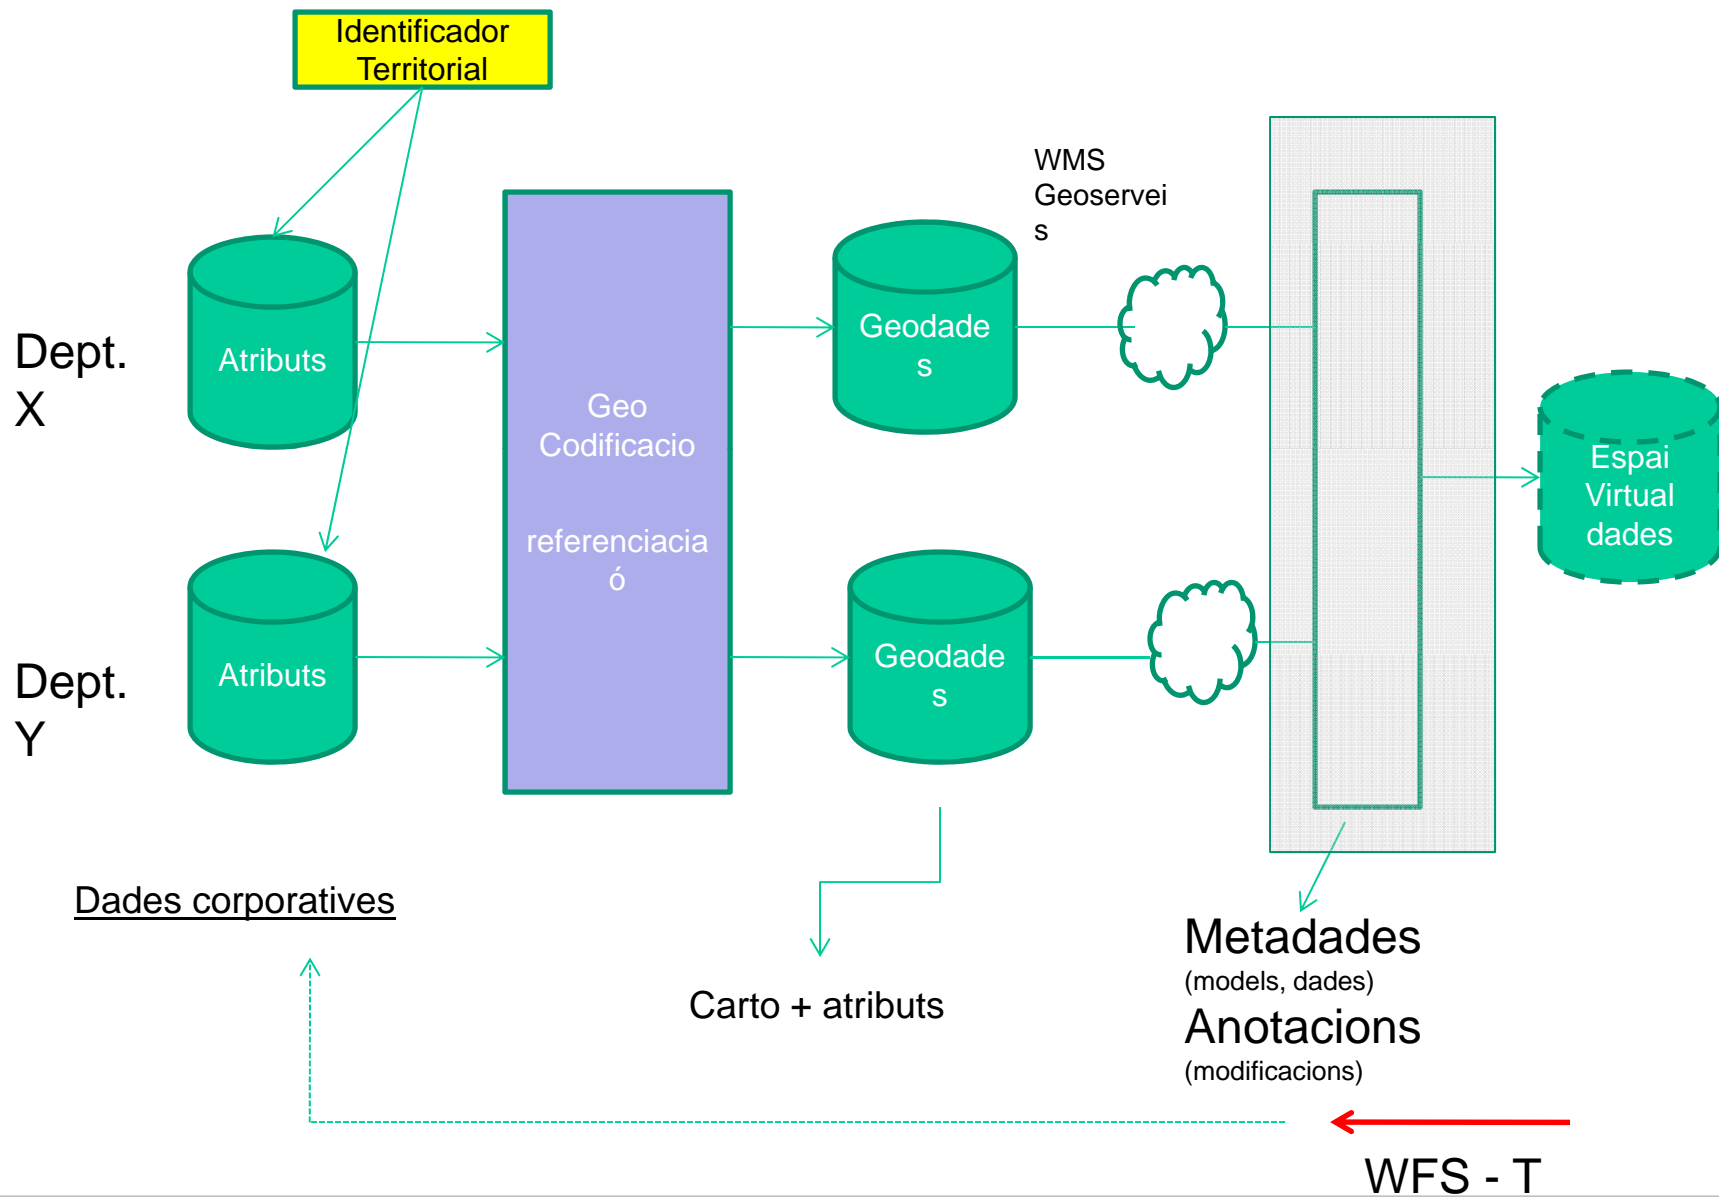 Identificador
Territorial
WMS
Geoservei
s
Dept.
X
Atributs
Geo
Codificacio
referenciacia
ó
Geodade
s
Espai
Virtual
dades
Dept.
Y
Atributs
Geodade
s
Dades corporatives
Carto + atributs
Metadades
(models, dades)
Anotacions
(modificacions)
WFS - T